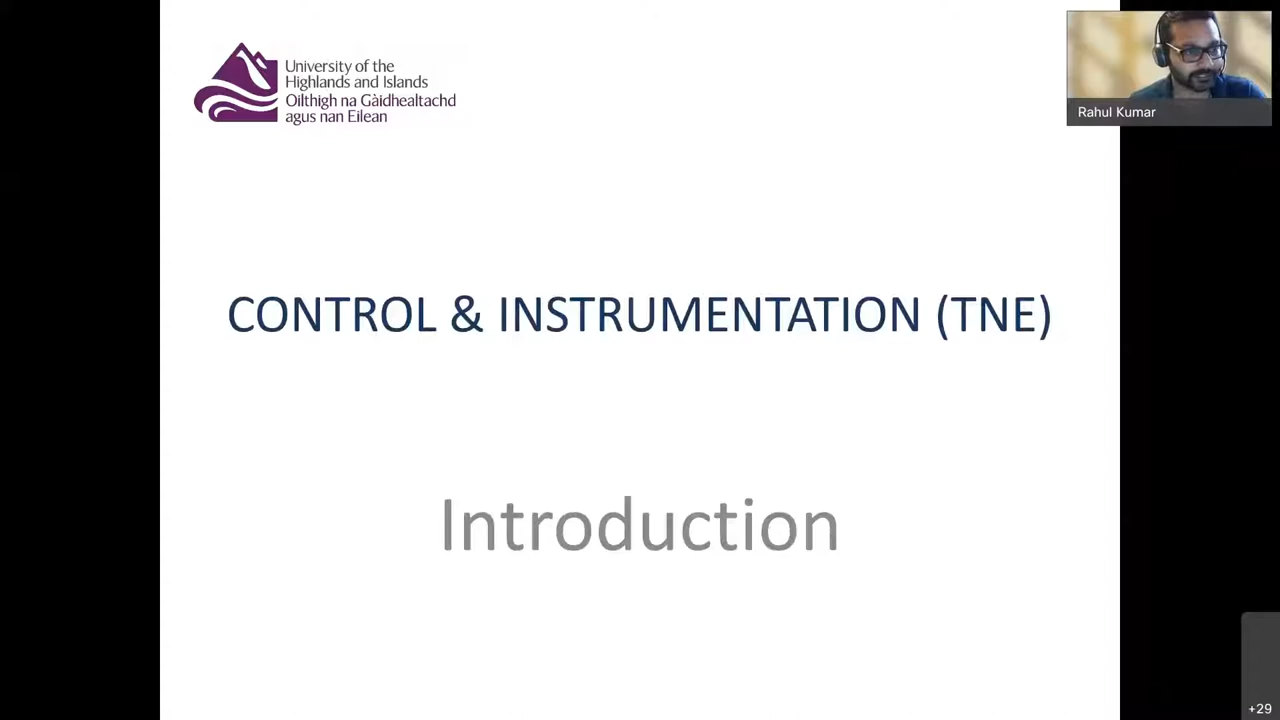 University of the
Highlands and Islands
Oilthigh na Gàidhealtachd
agus nan Eilean
Rahul Kumar
CONTROL & INSTRUMENTATION (TNE)
Introduction
+29